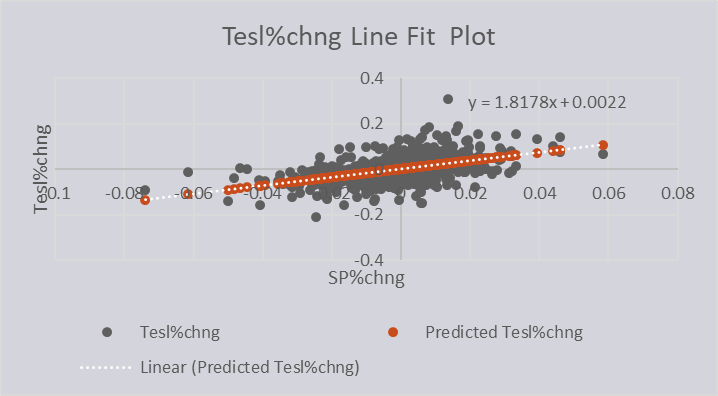 Tesl%chng Line Fit Plot
0.4
y = 1.8178x + 0.0022
0.2
0
-0.1 -0.08 -0.06 -0.04 -0.02 0 0.02 0.04 0.06 0.08
-0.2
-0.4
Tesl%chng
SP%chng
Tesl%chng
Predicted Tesl%chng
Linear (Predicted Tesl%chng)